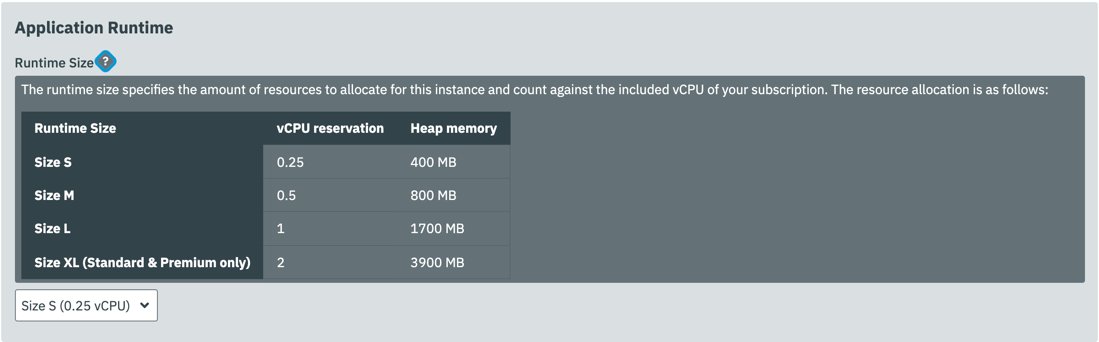 Application Runtime
Runtime Size ?
The runtime size specifies the amount of resources to allocate for this instance and count against the included vCPU of your subscription. The resource allocation is as follows:
Runtime Size vCPU reservation Heap memory
Size S 0.25 400 MB
Size M 0.5 800 MB
Size L 1 1700 MB
Size XL (Standard & Premium only) 2 3900 MB
Size S (0.25 vCPU)